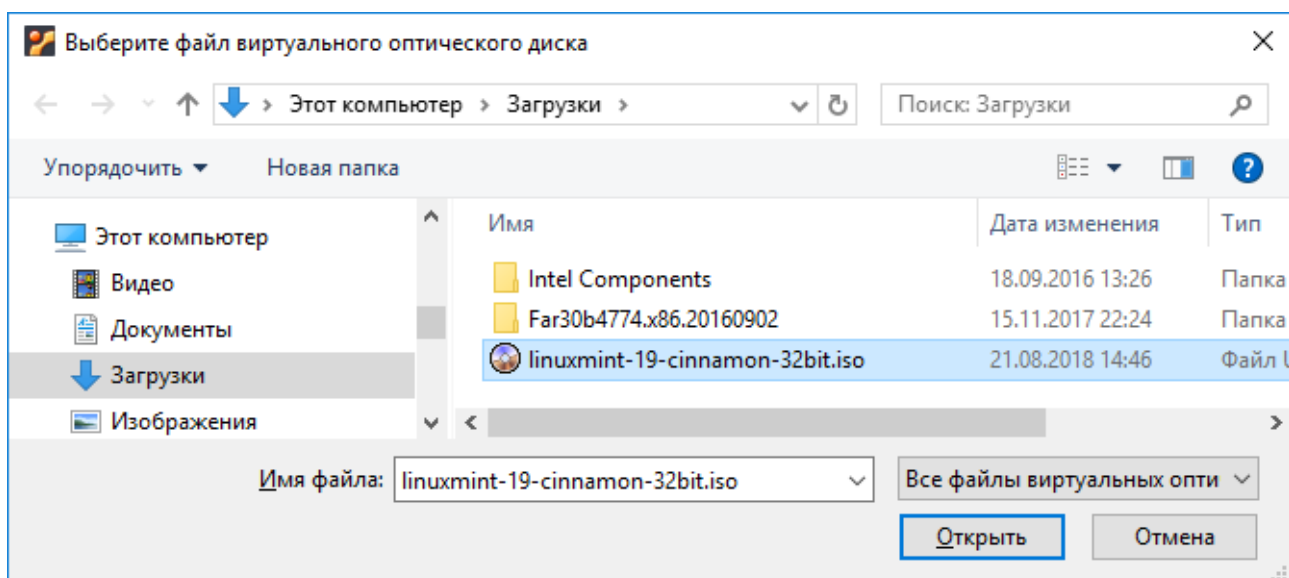 Выберите файл виртуального оптического диска
Этот компьютер > Загрузки >
Поиск: Загрузки
Упорядочить
Новая папка
?
Этот компьютер
Видео
Документы
Загрузки
Изображения
Имя Дата изменения Тип
Intel Components 18.09.2016 13:26 Папка
Far30b4774.x86.20160902 15.11.2017 22:24 Папка
linuxmint-19-cinnamon-32bit.iso 21.08.2018 14:46 Файл
Имя файла: linuxmint-19-cinnamon-32bit.iso
Все файлы виртуальных опти
Открыть Отмена